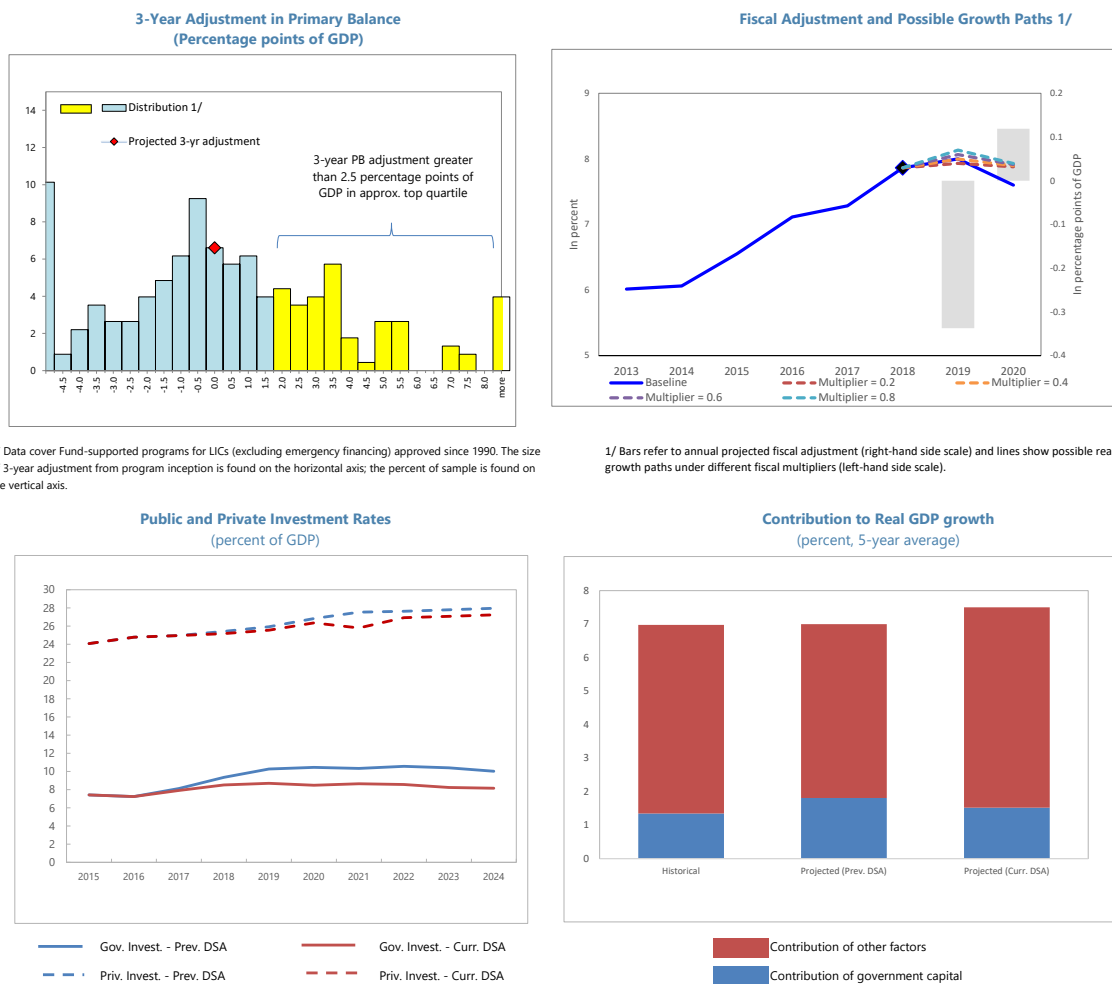 3-Year Adjustment in Primary Balance
(Percentage points of GDP)
14
12
10
8
6
4
2
0
Distribution 1/
Projected 3-yr adjustment
3-year PB adjustment greater
than 2.5 percentage points of
GDP in approx. top quartile
-4.5
-4.0
-3.5
-3.0
-2.5
-2.0
-1.5
-1.0
-0.5
0.0
0.5
1.0
1.5
2.0
2.5
3.0
3.5
4.0
4.5
5.0
5.5
6.0
6.5
7.0
7.5
8.0
more
Data cover Fund-supported programs for LICs (excluding emergency financing) approved since 1990. The size
3-year adjustment from program inception is found on the horizontal axis; the percent of sample is found on
e vertical axis.
Fiscal Adjustment and Possible Growth Paths 1/
9
8
7
6
5
In percent
0.2
0.1
0
-0.1
-0.2
-0.3
-0.4
In percentage points of GDP
2013 2014 2015 2016 2017 2018 2019 2020
Baseline
Multiplier = 0.2
Multiplier = 0.4
Multiplier = 0.6
Multiplier = 0.8
1/ Bars refer to annual projected fiscal adjustment (right-hand side scale) and lines show possible rea
growth paths under different fiscal multipliers (left-hand side scale).
Public and Private Investment Rates
(percent of GDP)
30
28
26
24
22
20
18
16
14
12
10
8
6
4
2
0
2015 2016 2017 2018 2019 2020 2021 2022 2023 2024
Gov. Invest. - Prev. DSA
Gov. Invest. - Curr. DSA
Priv. Invest. - Prev. DSA
Priv. Invest. - Curr. DSA
Contribution to Real GDP growth
(percent, 5-year average)
8
7
6
5
4
3
2
1
0
Historical
Projected (Prev. DSA)
Projected (Curr. DSA)
Contribution of other factors
Contribution of government capital